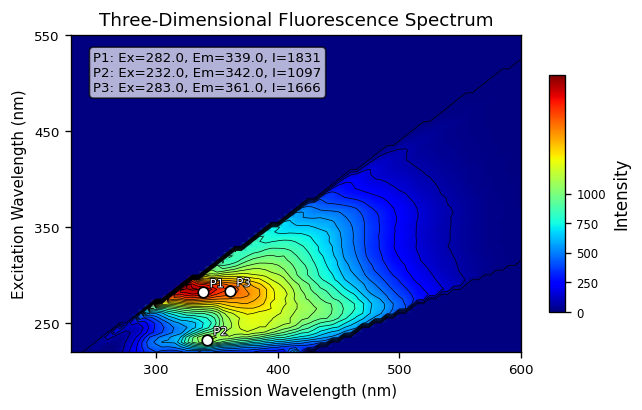 Three-Dimensional Fluorescence Spectrum
P1: Ex=282.0, Em=339.0, I=1831
P2: Ex=232.0, Em=342.0, I=1097
P3: Ex=283.0, Em=361.0, I=1666
Excitation Wavelength (nm)
550
450
350
250
P1
P3
P2
300
400
500
600
Emission Wavelength (nm)
1000
750
500
250
0
Intensity